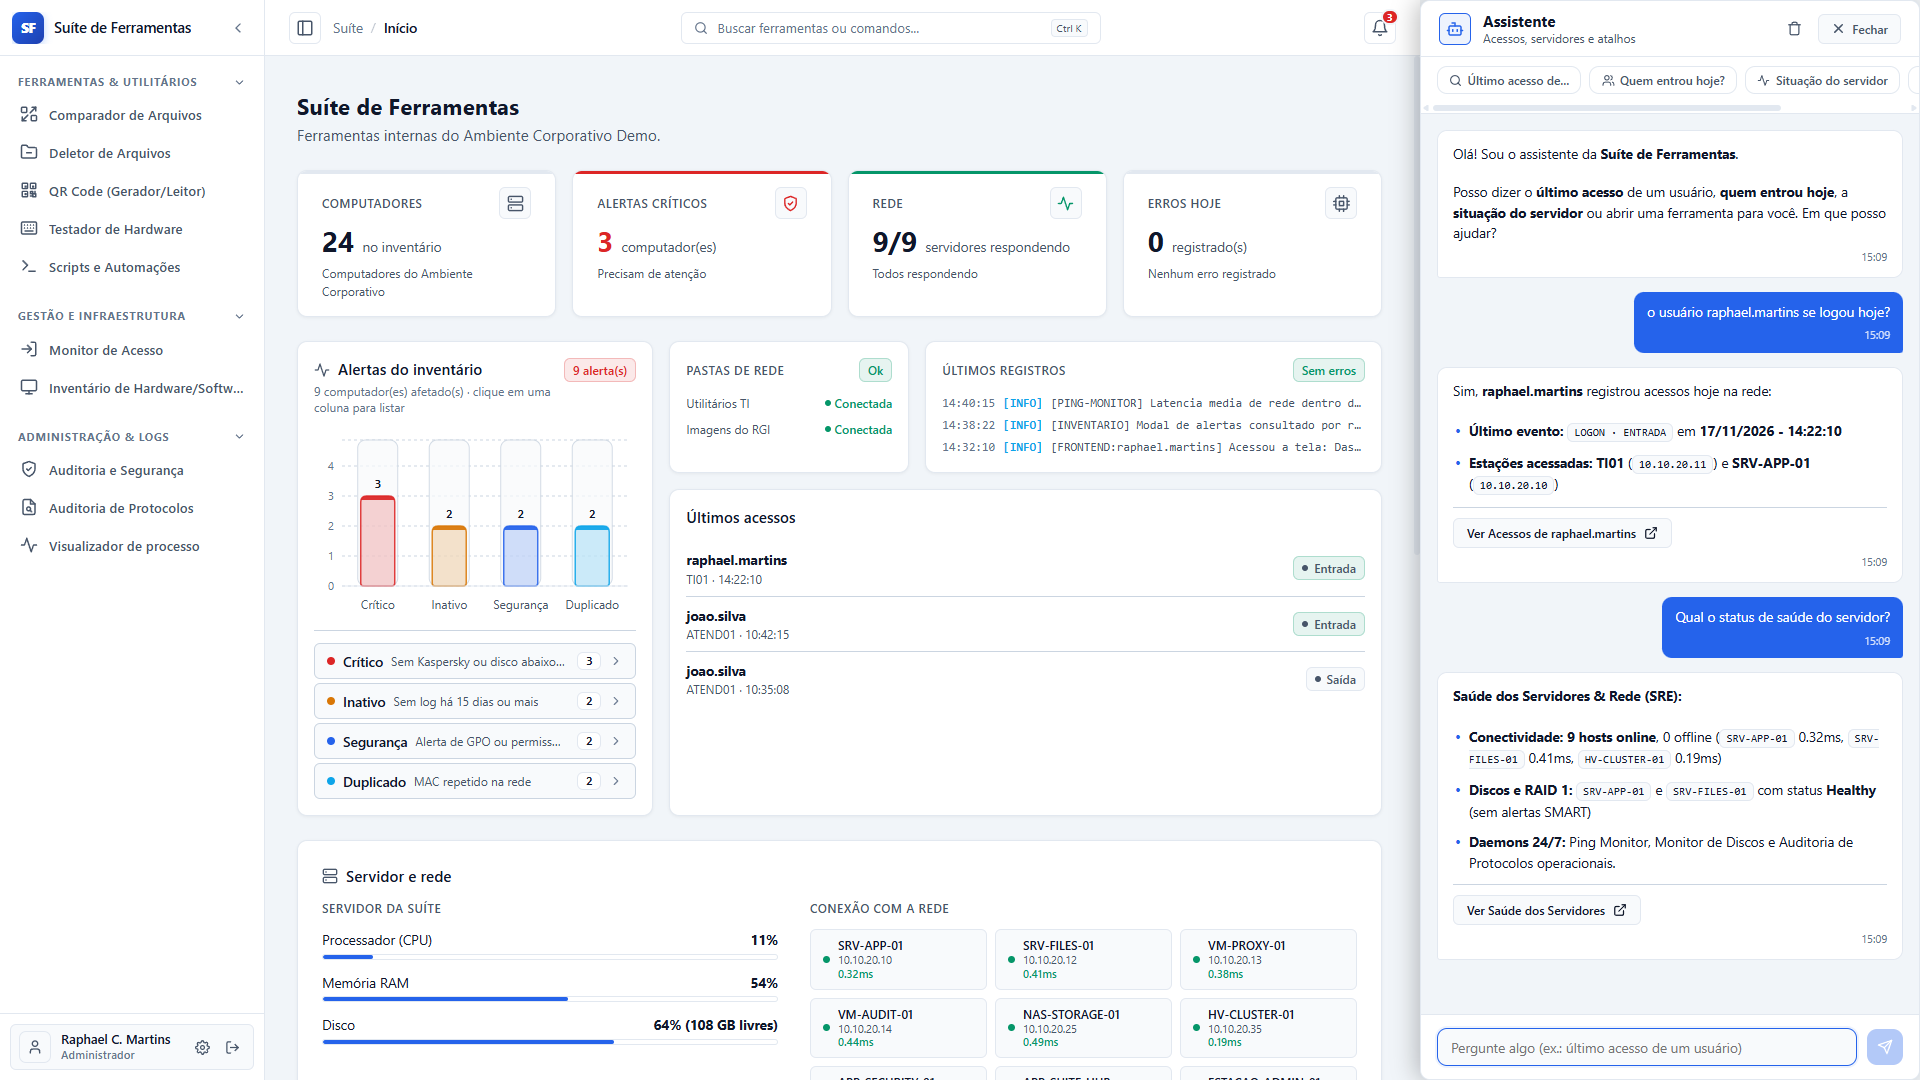 SF Suíte de Ferramentas
FERRAMENTAS & UTILITÁRIOS
Comparador de Arquivos
Deletor de Arquivos
QR Code (Gerador/Leitor)
Testador de Hardware
Scripts e Automações
GESTÃO E INFRAESTRUTURA
Monitor de Acesso
Inventário de Hardware/Softw...
ADMINISTRAÇÃO & LOGS
Auditoria e Segurança
Auditoria de Protocolos
Visualizador de processo
Raphael C. Martins
Administrador
Suíte / Início
Buscar ferramentas ou comandos... Ctrl K
3
Suíte de Ferramentas
Ferramentas internas do Ambiente Corporativo Demo.
COMPUTADORES
24 no inventário
Computadores do Ambiente
Corporativo
ALERTAS CRÍTICOS
3 computador(es)
Precisam de atenção
REDE
9/9 servidores respondendo
Todos respondendo
ERROS HOJE
0 registrado(s)
Nenhum erro registrado
Alertas do inventário 9 alerta(s)
9 computador(es) afetado(s) · clique em uma
coluna para listar
4
3
2
1
0
3
2
2
2
Crítico Inativo Segurança Duplicado
Crítico Sem Kaspersky ou disco abaixo... 3
Inativo Sem log há 15 dias ou mais 2
Segurança Alerta de GPO ou permiss... 2
Duplicado MAC repetido na rede 2
PASTAS DE REDE Ok
Utilitários TI Conectada
Imagens do RGI Conectada
ÚLTIMOS REGISTROS Sem erros
14:40:15 [INFO] [PING-MONITOR] Latencia media de rede dentro d...
14:38:22 [INFO] [INVENTARIO] Modal de alertas consultado por r...
14:32:10 [INFO] [FRONTEND:raphael.martins] Acessou a tela: Das...
Últimos acessos
raphael.martins
TI01 · 14:22:10
Entrada
joao.silva
ATEND01 · 10:42:15
Entrada
joao.silva
ATEND01 · 10:35:08
Saída
Servidor e rede
SERVIDOR DA SUÍTE
Processador (CPU) 11%
Memória RAM 54%
Disco 64% (108 GB livres)
CONEXÃO COM A REDE
SRV-APP-01
10.10.20.10
0.32ms
SRV-FILES-01
10.10.20.12
0.41ms
VM-PROXY-01
10.10.20.13
0.38ms
VM-AUDIT-01
10.10.20.14
0.44ms
NAS-STORAGE-01
10.10.20.25
0.49ms
HV-CLUSTER-01
10.10.20.35
0.19ms
Assistente
Acessos, servidores e atalhos
Fechar
Último acesso de...
Quem entrou hoje?
Situação do servidor
Olá! Sou o assistente da Suíte de Ferramentas.
Posso dizer o último acesso de um usuário, quem entrou hoje, a
situação do servidor ou abrir uma ferramenta para você. Em que posso
ajudar?
15:09
o usuário raphael.martins se logou hoje?
15:09
Sim, raphael.martins registrou acessos hoje na rede:
• Último evento: LOGON · ENTRADA em 17/11/2026 - 14:22:10
• Estações acessadas: TI01 ( 10.10.20.11 ) e SRV-APP-01
( 10.10.20.10 )
Ver Acessos de raphael.martins
15:09
Qual o status de saúde do servidor?
15:09
Saúde dos Servidores & Rede (SRE):
• Conectividade: 9 hosts online, 0 offline ( SRV-APP-01 0.32ms, SRV-
FILES-01 0.41ms, HV-CLUSTER-01 0.19ms)
• Discos e RAID 1: SRV-APP-01 e SRV-FILES-01 com status Healthy
(sem alertas SMART)
• Daemons 24/7: Ping Monitor, Monitor de Discos e Auditoria de
Protocolos operacionais.
Ver Saúde dos Servidores
15:09
Pergunte algo (ex.: último acesso de um usuário)